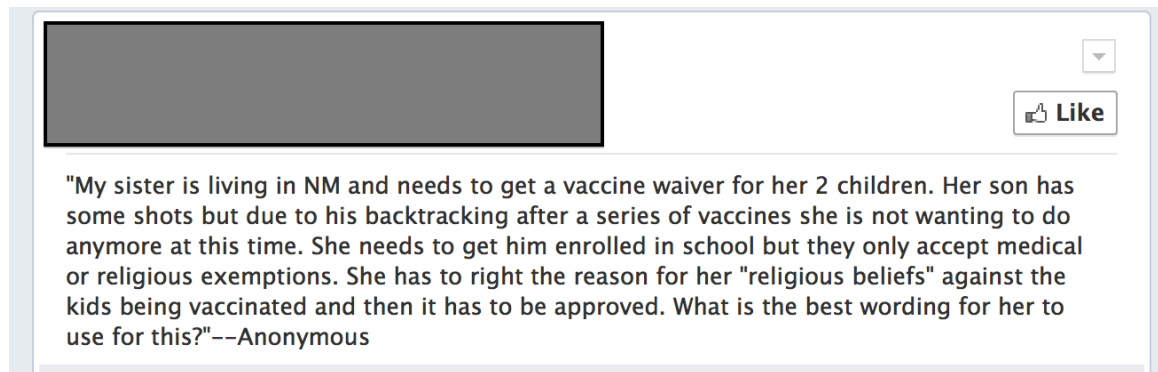 Like
"My sister is living in NM and needs to get a vaccine waiver for her 2 children. Her son has
some shots but due to his backtracking after a series of vaccines she is not wanting to do
anymore at this time. She needs to get him enrolled in school but they only accept medical
or religious exemptions. She has to right the reason for her "religious beliefs" against the
kids being vaccinated and then it has to be approved. What is the best wording for her to
use for this?"--Anonymous